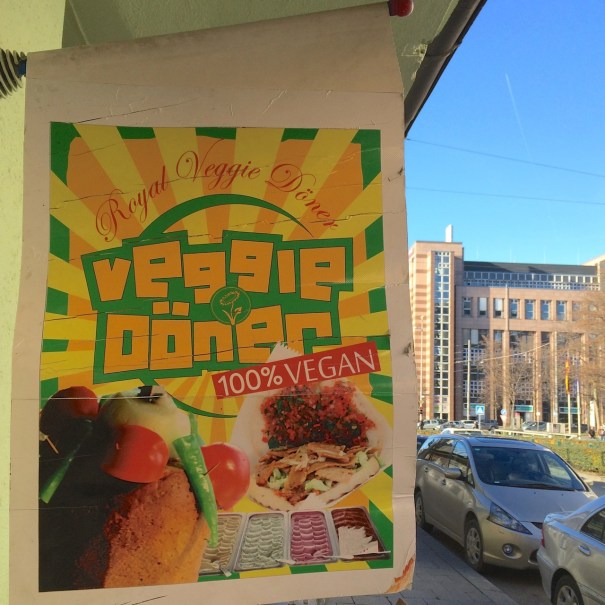 Royal Veggie Döner
veggie
Döner
100% VEGAN